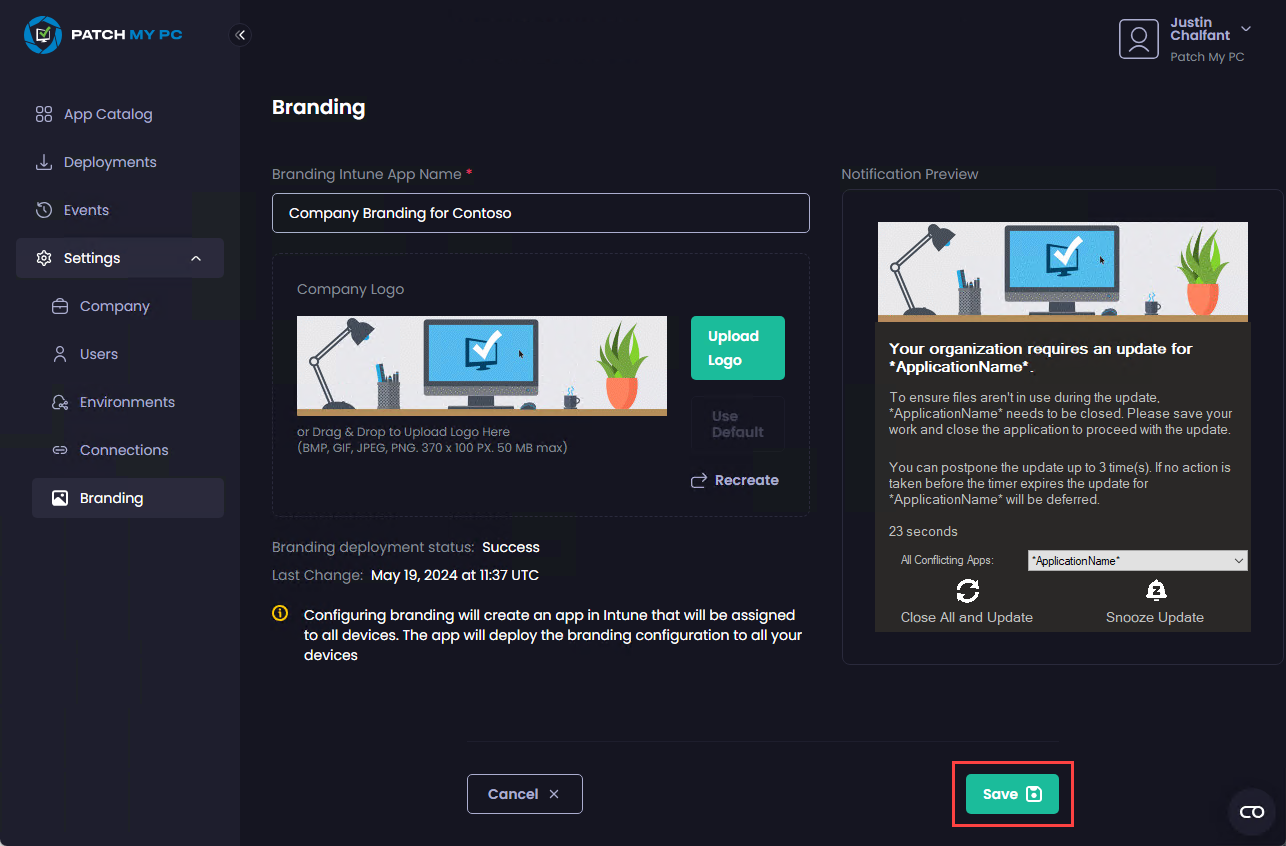 PATCH MY PC
Justin
Chalfant
Patch My PC
App Catalog
Deployments
Events
Settings
Company
Users
Environments
Connections
Branding
Branding
Branding Intune App Name *
Company Branding for Contoso
Company Logo
Upload
Logo
Use
Default
or Drag & Drop to Upload Logo Here
(BMP, GIF, JPEG, PNG. 370 x 100 PX. 50 MB max)
Recreate
Branding deployment status: Success
Last Change: May 19, 2024 at 11:37 UTC
Configuring branding will create an app in Intune that will be assigned
to all devices. The app will deploy the branding configuration to all your
devices
Notification Preview
Your organization requires an update for
*ApplicationName*.
To ensure files aren't in use during the update,
*ApplicationName* needs to be closed. Please save your
work and close the application to proceed with the update.
You can postpone the update up to 3 time(s). If no action is
taken before the timer expires the update for
*ApplicationName* will be deferred.
23 seconds
All Conflicting Apps: *ApplicationName*
Close All and Update
Snooze Update
Cancel
Save